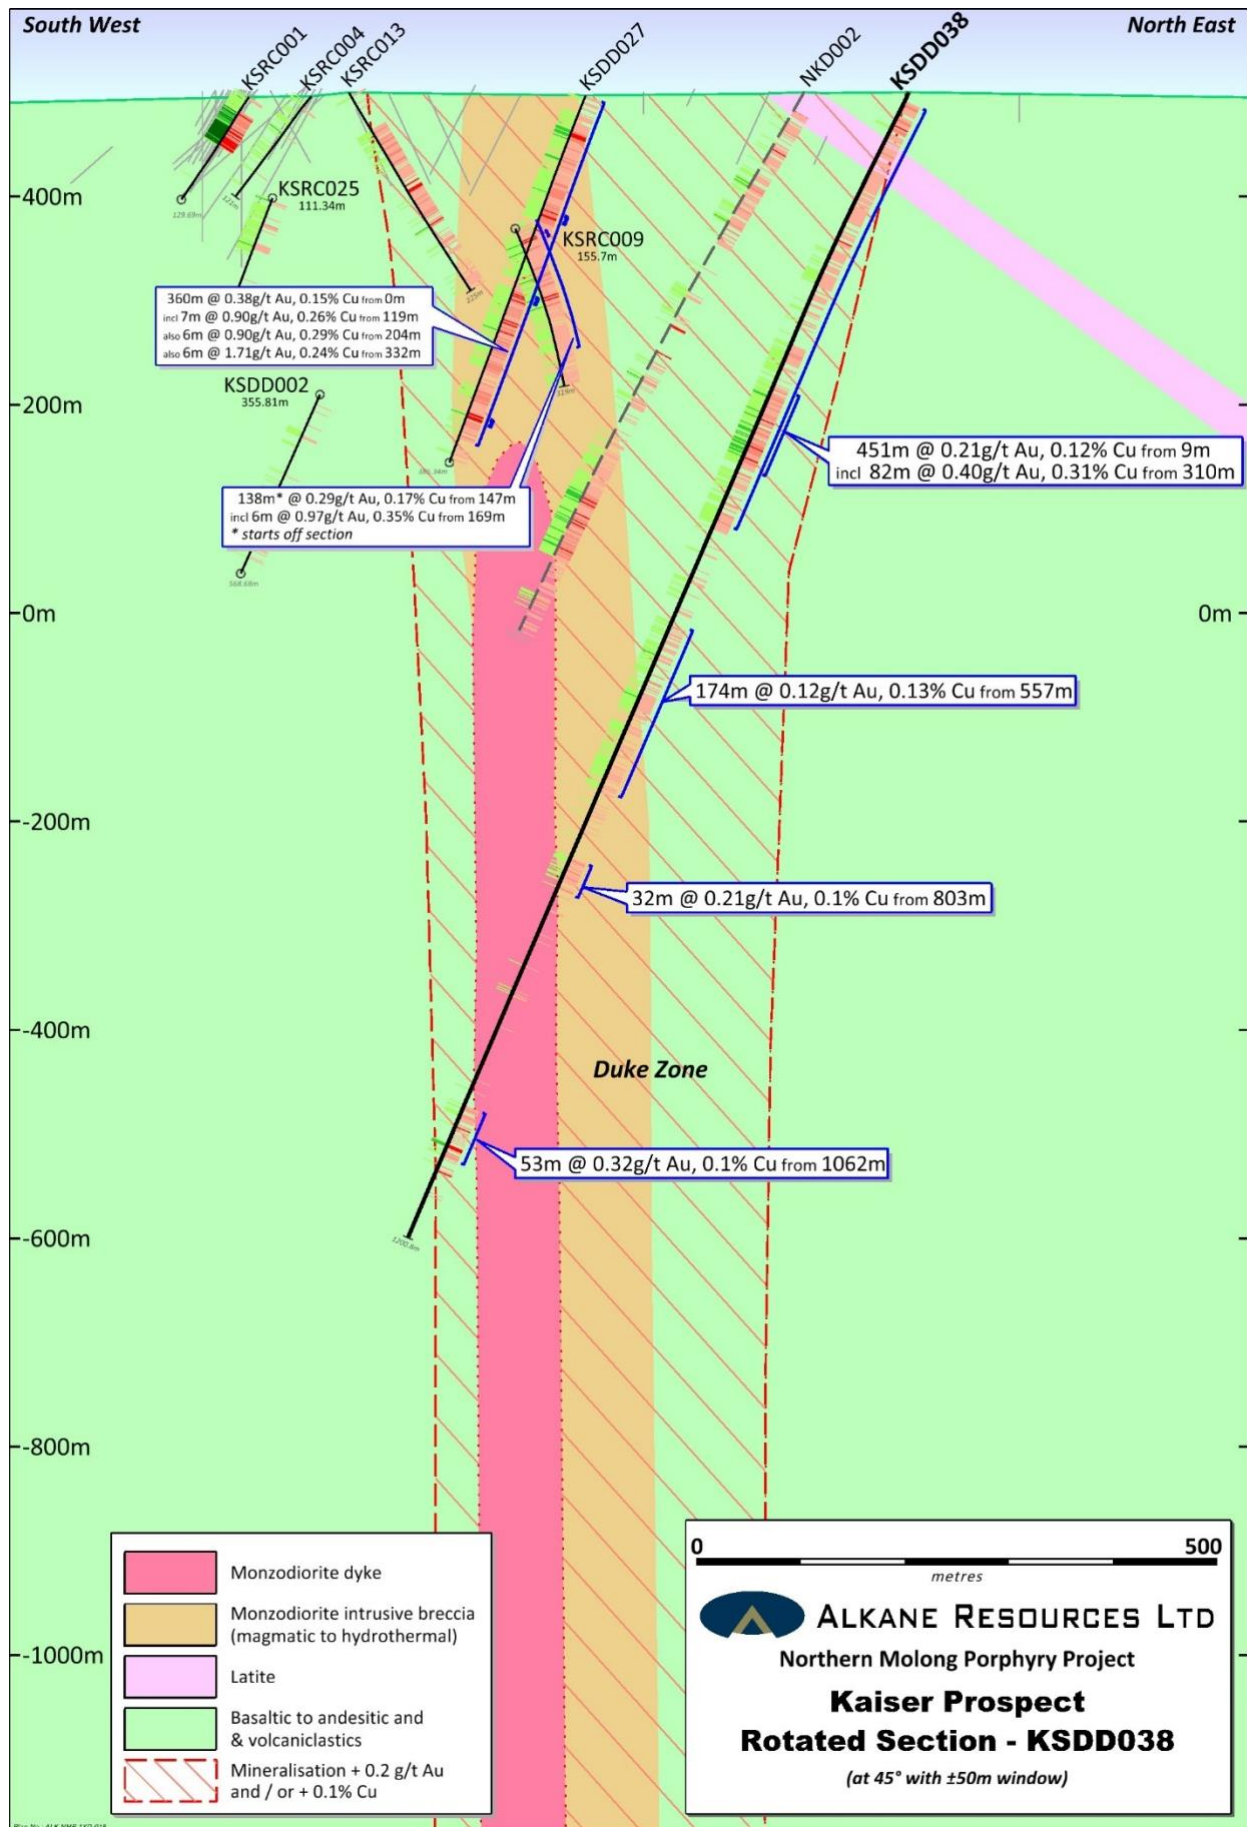 South West
North East
KSRC001
KSRC004
KSRC013
KSDD027
NKD002
KSDD038
400m
129.69m
121m
KSRC025
111.34m
KSRC009
155.7m
225m
360m @ 0.38g/t Au, 0.15% Cu from 0m
incl 7m @ 0.90g/t Au, 0.26% Cu from 119m
also 6m @ 0.90g/t Au, 0.29% Cu from 204m
also 6m @ 1.71g/t Au, 0.24% Cu from 332m
KSDD002
355.81m
319m
200m
451m @ 0.21g/t Au, 0.12% Cu from 9m
incl 82m @ 0.40g/t Au, 0.31% Cu from 310m
138m* @ 0.29g/t Au, 0.17% Cu from 147m
incl 6m @ 0.97g/t Au, 0.35% Cu from 169m
* starts off section
568.68m
0m
0m
174m @ 0.12g/t Au, 0.13% Cu from 557m
-200m
32m @ 0.21g/t Au, 0.1% Cu from 803m
-400m
Duke Zone
53m @ 0.32g/t Au, 0.1% Cu from 1062m
-600m
-800m
-1000m
Monzodiorite dyke
Monzodiorite intrusive breccia
(magmatic to hydrothermal)
Latite
Basaltic to andesitic and
& volcaniclastics
Mineralisation + 0.2 g/t Au
and / or + 0.1% Cu
0 500
metres
ALKANE RESOURCES LTD
Northern Molong Porphyry Project
Kaiser Prospect
Rotated Section - KSDD038
(at 45° with ±50m window)